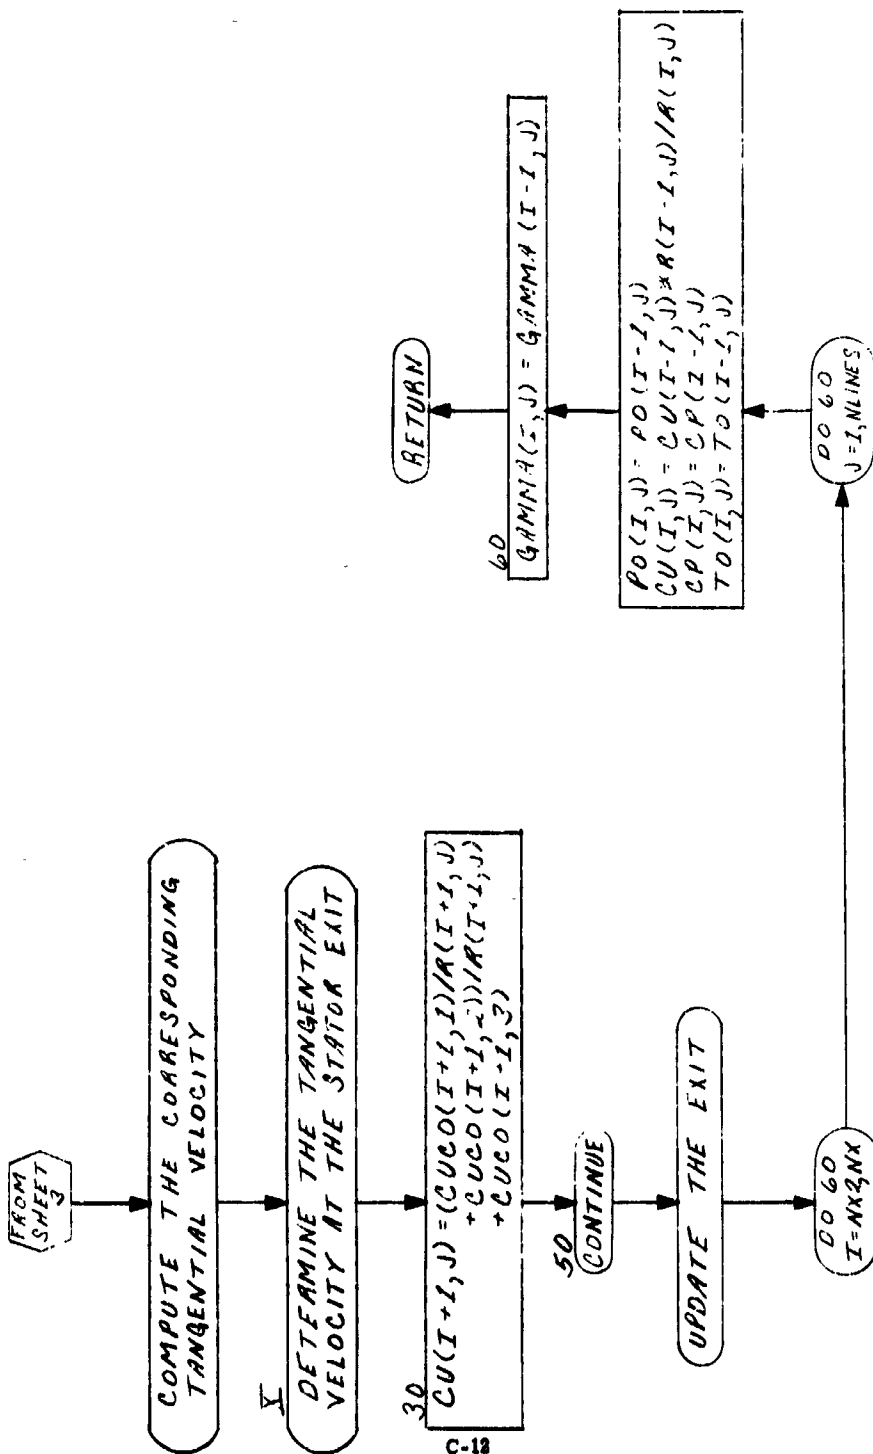 FROM
SHEET
3
COMPUTE THE CORRESPONDING
TANGENTIAL VELOCITY
V
DETERMINE THE TANGENTIAL
VELOCITY AT THE STATOR EXIT
30
CU(I+1,J)=(CUCO(I+1,1)/R(I+1,J)
+CUCO(I+1,2))/R(I+1,J)
+CUCO(I+1,3)
50
CONTINUE
UPDATE THE EXIT
DO 60
I=NX2,NX
DO 60
J=1,NLINES
PO(I,J)=PO(I-1,J)
CU(I,J)=CU(I-1,J)*R(I-1,J)/R(I,J)
CP(I,J)=CP(I-1,J)
TO(I,J)=TO(I-1,J)
60
GAMMA(I,J)=GAMMA(I-1,J)
RETURN
C-12